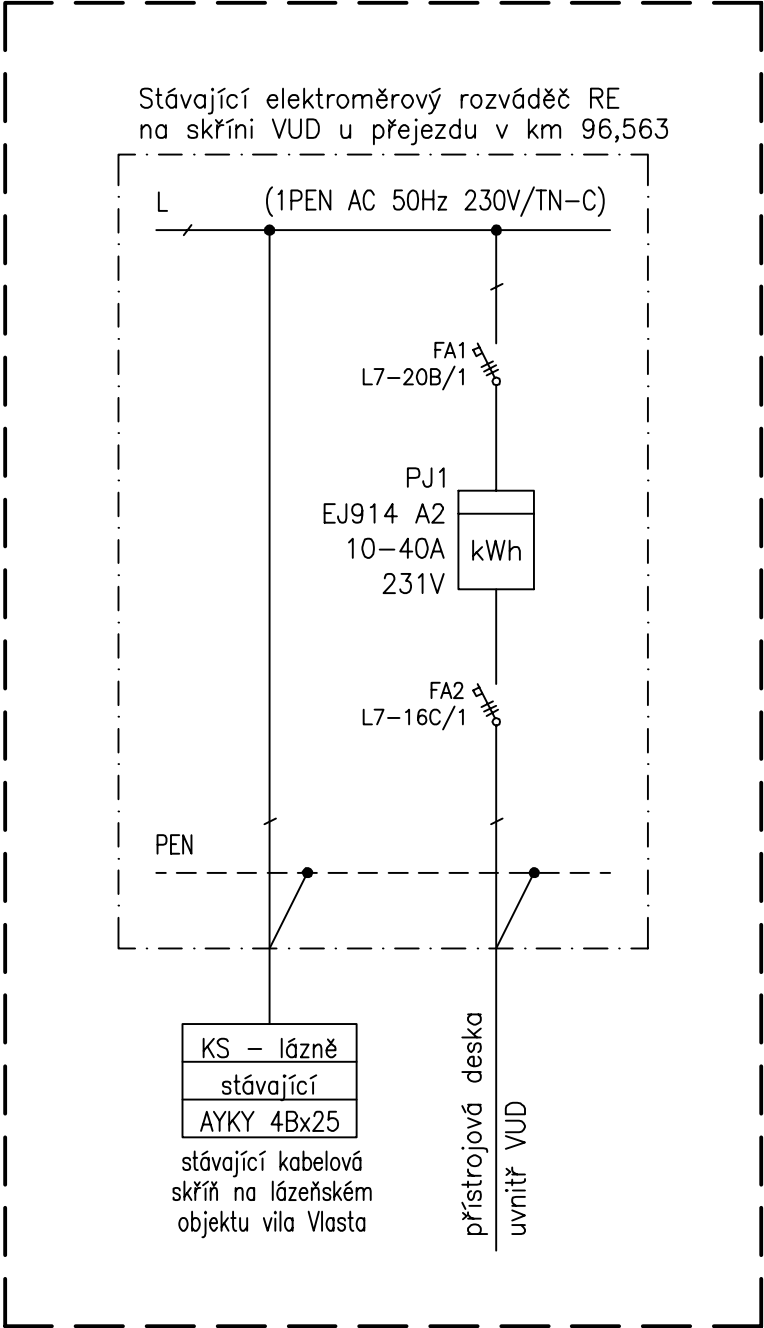 Stávající elektroměrový rozváděč RE
na skříni VUD u přejezdu v km 96,563
L
(1PEN AC 50Hz 230V/TN-C)
FA1
L7-20B/1
PJ1
EJ914 A2
10-40A
231V
kWh
FA2
L7-16C/1
PEN
KS - lázně
stávající
AYKY 4Bx25
stávající kabelová
skříň na lázeňském
objektu vila Vlasta
přístrojová deska
uvnitř VUD